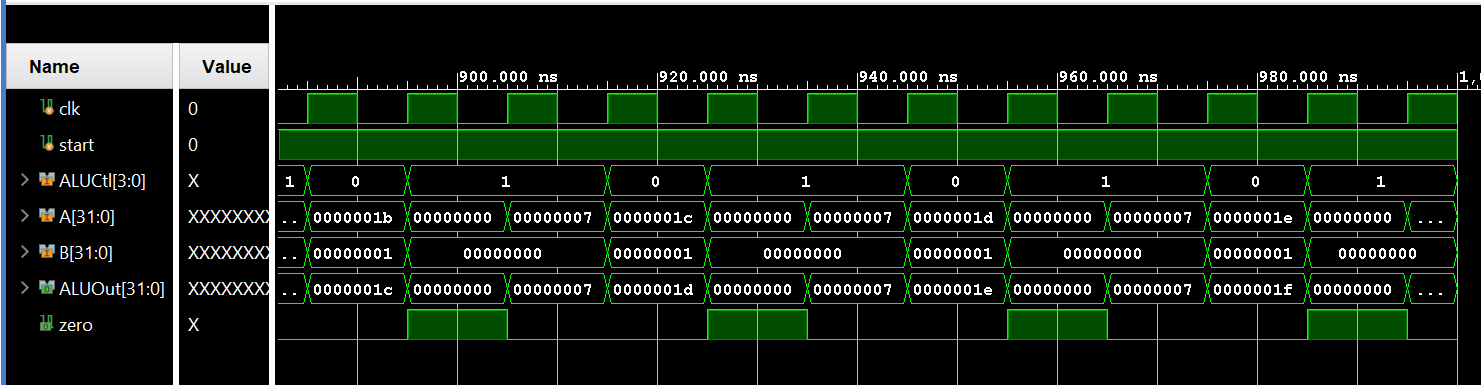 Name Value
900.000 ns 920.000 ns 940.000 ns 960.000 ns 980.000 ns 1,
clk 0
start 0
ALUCtl[3:0] X 1 0 1 0 1 0 1 0 1
A[31:0] XXXXXXXX .. 0000001b 00000000 00000007 0000001c 00000000 00000007 0000001d 00000000 00000007 0000001e 00000000 ...
B[31:0] XXXXXXXX .. 00000001 00000000 00000001 00000000 00000001 00000000 00000001 00000000
ALUOut[31:0] XXXXXXXX .. 0000001c 00000000 00000007 0000001d 00000000 00000007 0000001e 00000000 00000007 0000001f 00000000 ...
zero X